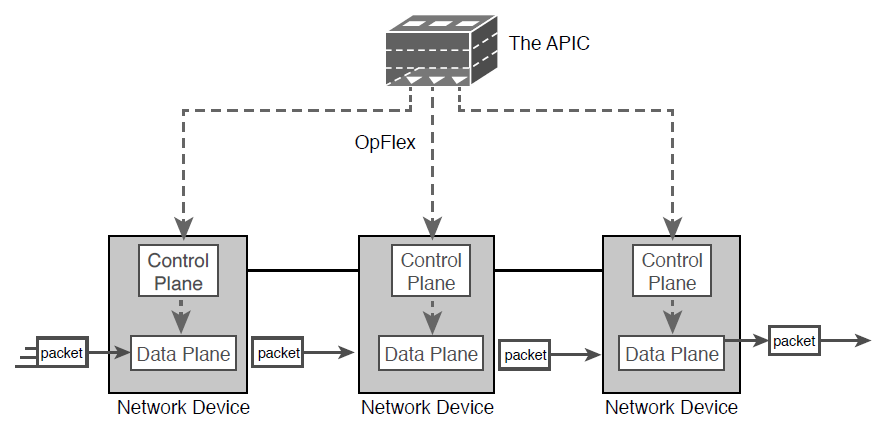 The APIC
OpFlex
Control
Plane
Control
Plane
Control
Plane
packet
Data Plane
packet
Data Plane
packet
Data Plane
packet
Network Device
Network Device
Network Device